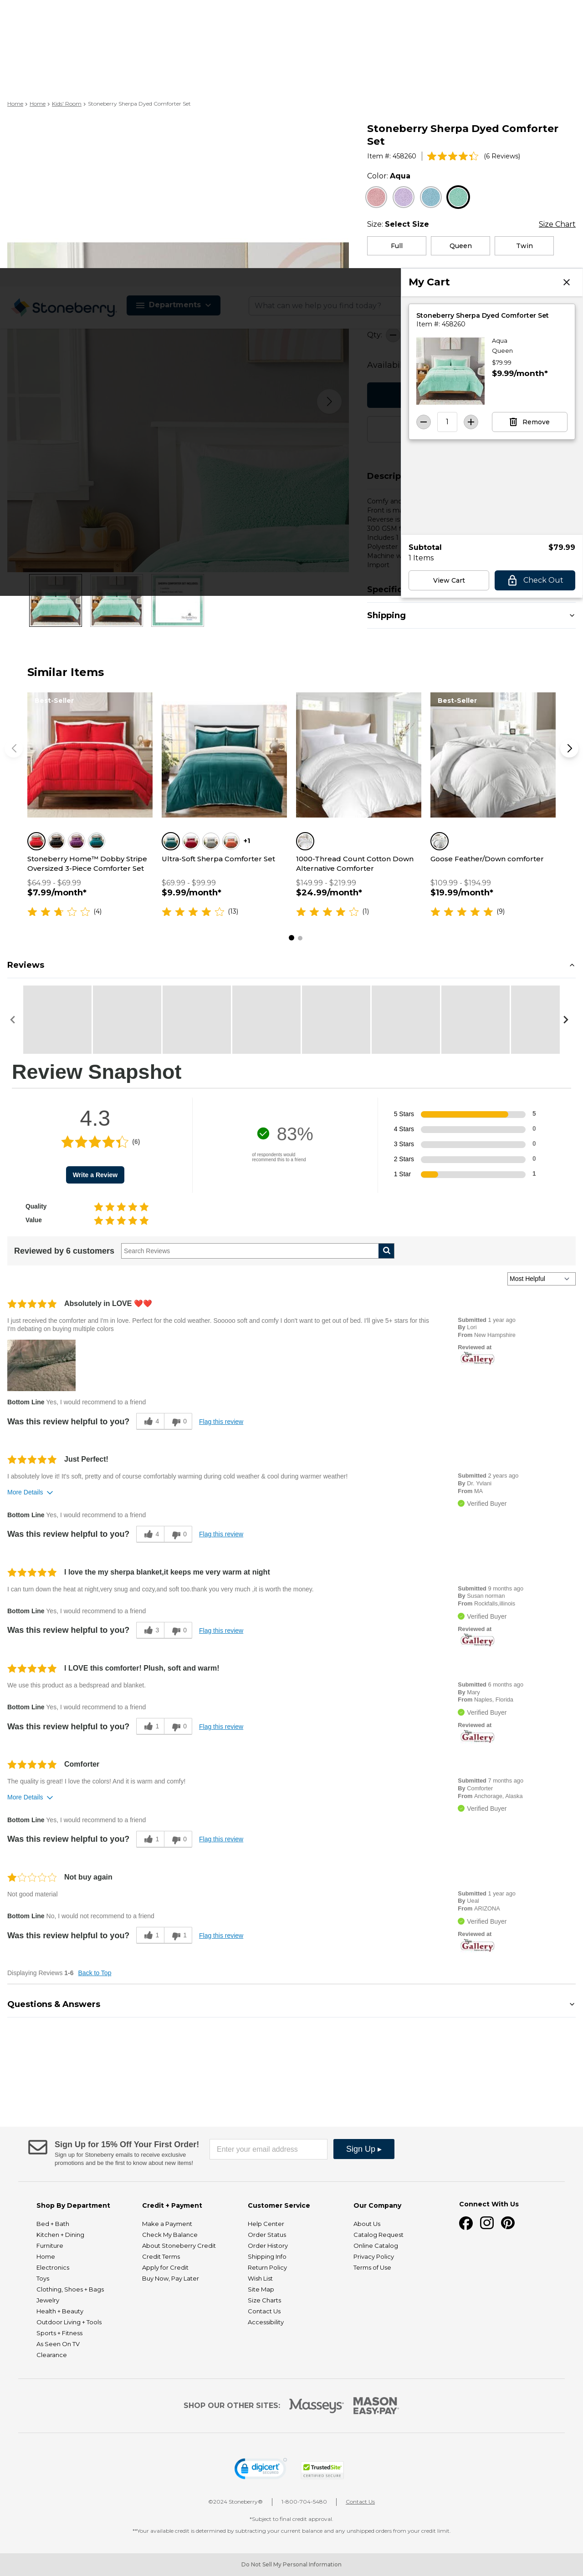 Home › Home › Kids' Room › Stoneberry Sherpa Dyed Comforter Set
Stoneberry Sherpa Dyed Comforter Set
Item #: 458260 (6 Reviews)
Color: Aqua
Size: Select Size Size Chart
Full Queen Twin
Stoneberry
Departments
What can we help you find today?
Qty:
Availabi
Descrip
Comfy and
Front is m
Reverse is
300 GSM f
Includes 1
Polyester
Machine w
Import
Specific
My Cart
Stoneberry Sherpa Dyed Comforter Set
Item #: 458260
Aqua
Queen
$79.99
$9.99/month*
1
Remove
Subtotal $79.99
1 Items
View Cart
Check Out
Shipping
Similar Items
Best-Seller
Best-Seller
+1
Stoneberry Home™ Dobby Stripe Oversized 3-Piece Comforter Set
$64.99 - $69.99
$7.99/month*
(4)
Ultra-Soft Sherpa Comforter Set
$69.99 - $99.99
$9.99/month*
(13)
1000-Thread Count Cotton Down Alternative Comforter
$149.99 - $219.99
$24.99/month*
(1)
Goose Feather/Down comforter
$109.99 - $194.99
$19.99/month*
(9)
Reviews
Review Snapshot
4.3
(6)
Write a Review
83%
of respondents would recommend this to a friend
5 Stars 5
4 Stars 0
3 Stars 0
2 Stars 0
1 Star 1
Quality
Value
Reviewed by 6 customers
Search Reviews
Most Helpful
Absolutely in LOVE ❤️❤️
I just received the comforter and I'm in love. Perfect for the cold weather. Sooooo soft and comfy I don't want to get out of bed. I'll give 5+ stars for this
I'm debating on buying multiple colors
Submitted 1 year ago
By Lori
From New Hampshire
Reviewed at
Gallery
Bottom Line Yes, I would recommend to a friend
Was this review helpful to you? 4 0 Flag this review
Just Perfect!
I absolutely love it! It's soft, pretty and of course comfortably warming during cold weather & cool during warmer weather!
More Details
Submitted 2 years ago
By Dr. Yviani
From MA
Verified Buyer
Bottom Line Yes, I would recommend to a friend
Was this review helpful to you? 4 0 Flag this review
I love the my sherpa blanket,it keeps me very warm at night
I can turn down the heat at night,very snug and cozy,and soft too.thank you very much ,it is worth the money.
Submitted 9 months ago
By Susan norman
From Rockfalls,illinois
Verified Buyer
Reviewed at
Gallery
Bottom Line Yes, I would recommend to a friend
Was this review helpful to you? 3 0 Flag this review
I LOVE this comforter! Plush, soft and warm!
We use this product as a bedspread and blanket.
Submitted 6 months ago
By Mary
From Naples, Florida
Verified Buyer
Reviewed at
Gallery
Bottom Line Yes, I would recommend to a friend
Was this review helpful to you? 1 0 Flag this review
Comforter
The quality is great! I love the colors! And it is warm and comfy!
More Details
Submitted 7 months ago
By Comforter
From Anchorage, Alaska
Verified Buyer
Bottom Line Yes, I would recommend to a friend
Was this review helpful to you? 1 0 Flag this review
Not buy again
Not good material
Submitted 1 year ago
By Ueal
From ARIZONA
Verified Buyer
Reviewed at
Gallery
Bottom Line No, I would not recommend to a friend
Was this review helpful to you? 1 1 Flag this review
Displaying Reviews 1-6 Back to Top
Questions & Answers
Sign Up for 15% Off Your First Order!
Sign up for Stoneberry emails to receive exclusive
promotions and be the first to know about new items!
Enter your email address
Sign Up ▸
Shop By Department
Bed + Bath
Kitchen + Dining
Furniture
Home
Electronics
Toys
Clothing, Shoes + Bags
Jewelry
Health + Beauty
Outdoor Living + Tools
Sports + Fitness
As Seen On TV
Clearance
Credit + Payment
Make a Payment
Check My Balance
About Stoneberry Credit
Credit Terms
Apply for Credit
Buy Now, Pay Later
Customer Service
Help Center
Order Status
Order History
Shipping Info
Return Policy
Wish List
Site Map
Size Charts
Contact Us
Accessibility
Our Company
About Us
Catalog Request
Online Catalog
Privacy Policy
Terms of Use
Connect With Us
SHOP OUR OTHER SITES: Masseys MASON EASY-PAY
digicert
TrustedSite
CERTIFIED SECURE
©2024 Stoneberry® 1-800-704-5480 Contact Us
*Subject to final credit approval.
**Your available credit is determined by subtracting your current balance and any unshipped orders from your credit limit.
Do Not Sell My Personal Information